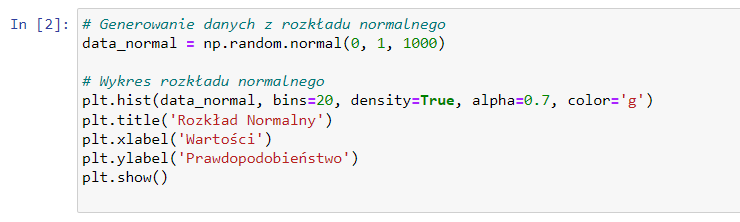 In [2]: # Generowanie danych z rozkładu normalnego
data_normal = np.random.normal(0, 1, 1000)
# Wykres rozkładu normalnego
plt.hist(data_normal, bins=20, density=True, alpha=0.7, color='g')
plt.title('Rozkład Normalny')
plt.xlabel('Wartości')
plt.ylabel('Prawdopodobieństwo')
plt.show()